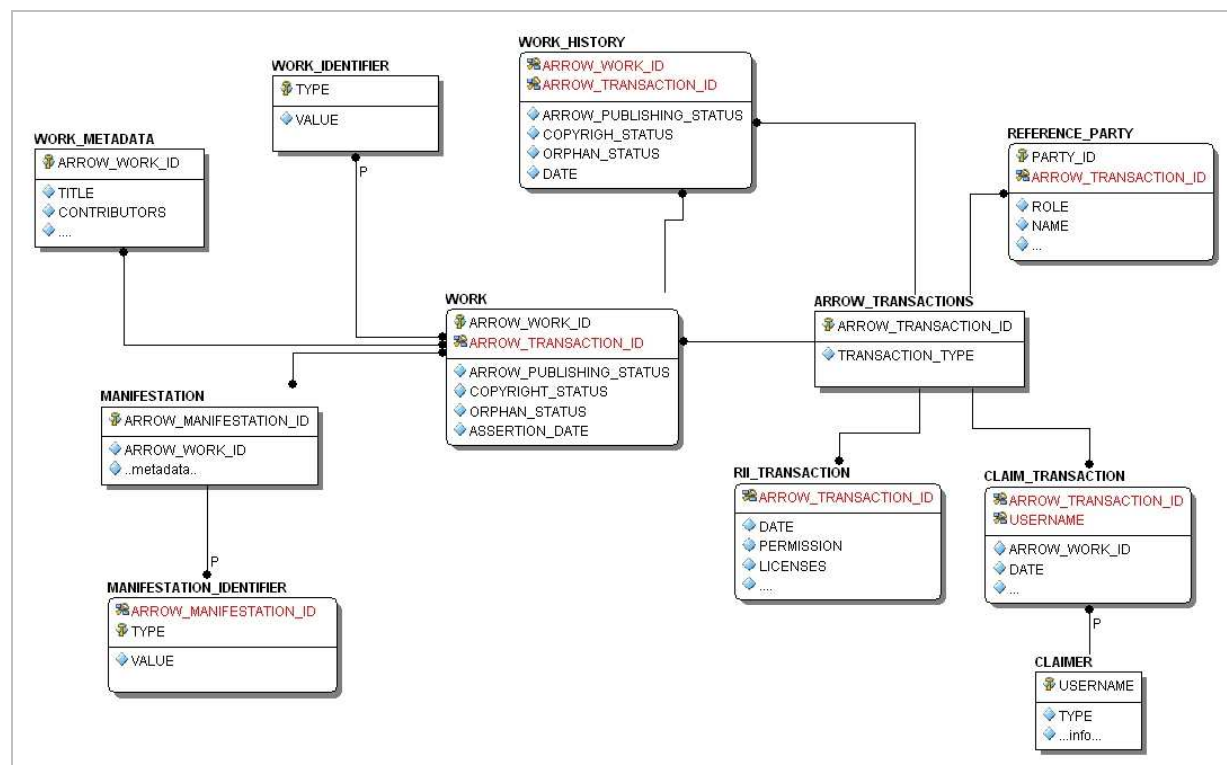 WORK_HISTORY
ARROW_WORK_ID
ARROW_TRANSACTION_ID
ARROW_PUBLISHING_STATUS
COPYRIGH_STATUS
ORPHAN_STATUS
DATE
WORK_IDENTIFIER
TYPE
VALUE
P
WORK_METADATA
ARROW_WORK_ID
TITLE
CONTRIBUTORS
....
REFERENCE_PARTY
PARTY_ID
ARROW_TRANSACTION_ID
ROLE
NAME
...
WORK
ARROW_WORK_ID
ARROW_TRANSACTION_ID
ARROW_PUBLISHING_STATUS
COPYRIGHT_STATUS
ORPHAN_STATUS
ASSERTION_DATE
ARROW_TRANSACTIONS
ARROW_TRANSACTION_ID
TRANSACTION_TYPE
MANIFESTATION
ARROW_MANIFESTATION_ID
ARROW_WORK_ID
..metadata..
P
MANIFESTATION_IDENTIFIER
ARROW_MANIFESTATION_ID
TYPE
VALUE
RII_TRANSACTION
ARROW_TRANSACTION_ID
DATE
PERMISSION
LICENSES
....
CLAIM_TRANSACTION
ARROW_TRANSACTION_ID
USERNAME
ARROW_WORK_ID
DATE
...
P
CLAIMER
USERNAME
TYPE
...info...